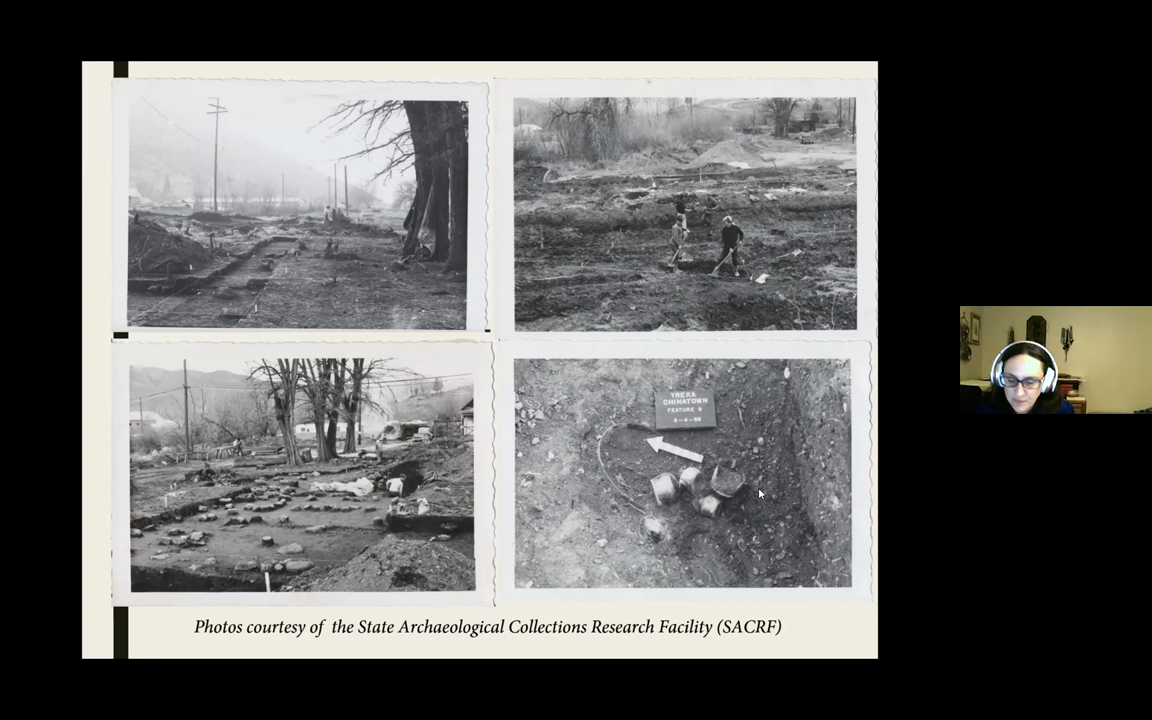 YREKA
CHINATOWN
FEATURE 9
Photos courtesy of the State Archaeological Collections Research Facility (SACRF)